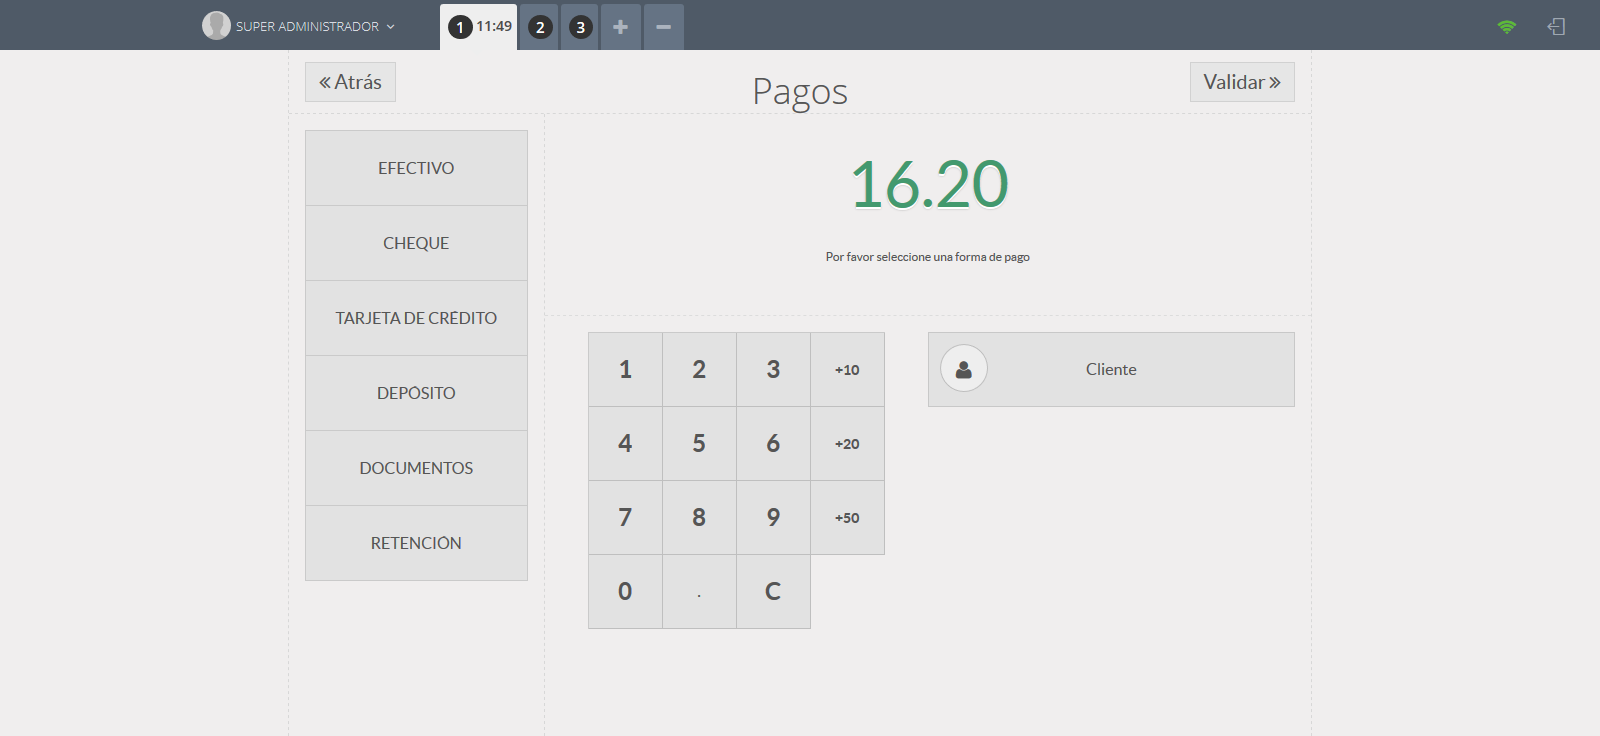 SUPER ADMINISTRADOR
1 11:49
2
3
+
−
Atrás
Pagos
Validar
EFECTIVO
CHEQUE
TARJETA DE CRÉDITO
DEPÓSITO
DOCUMENTOS
RETENCIÓN
16.20
Por favor seleccione una forma de pago
1 2 3 +10
4 5 6 +20
7 8 9 +50
0 . C
Cliente